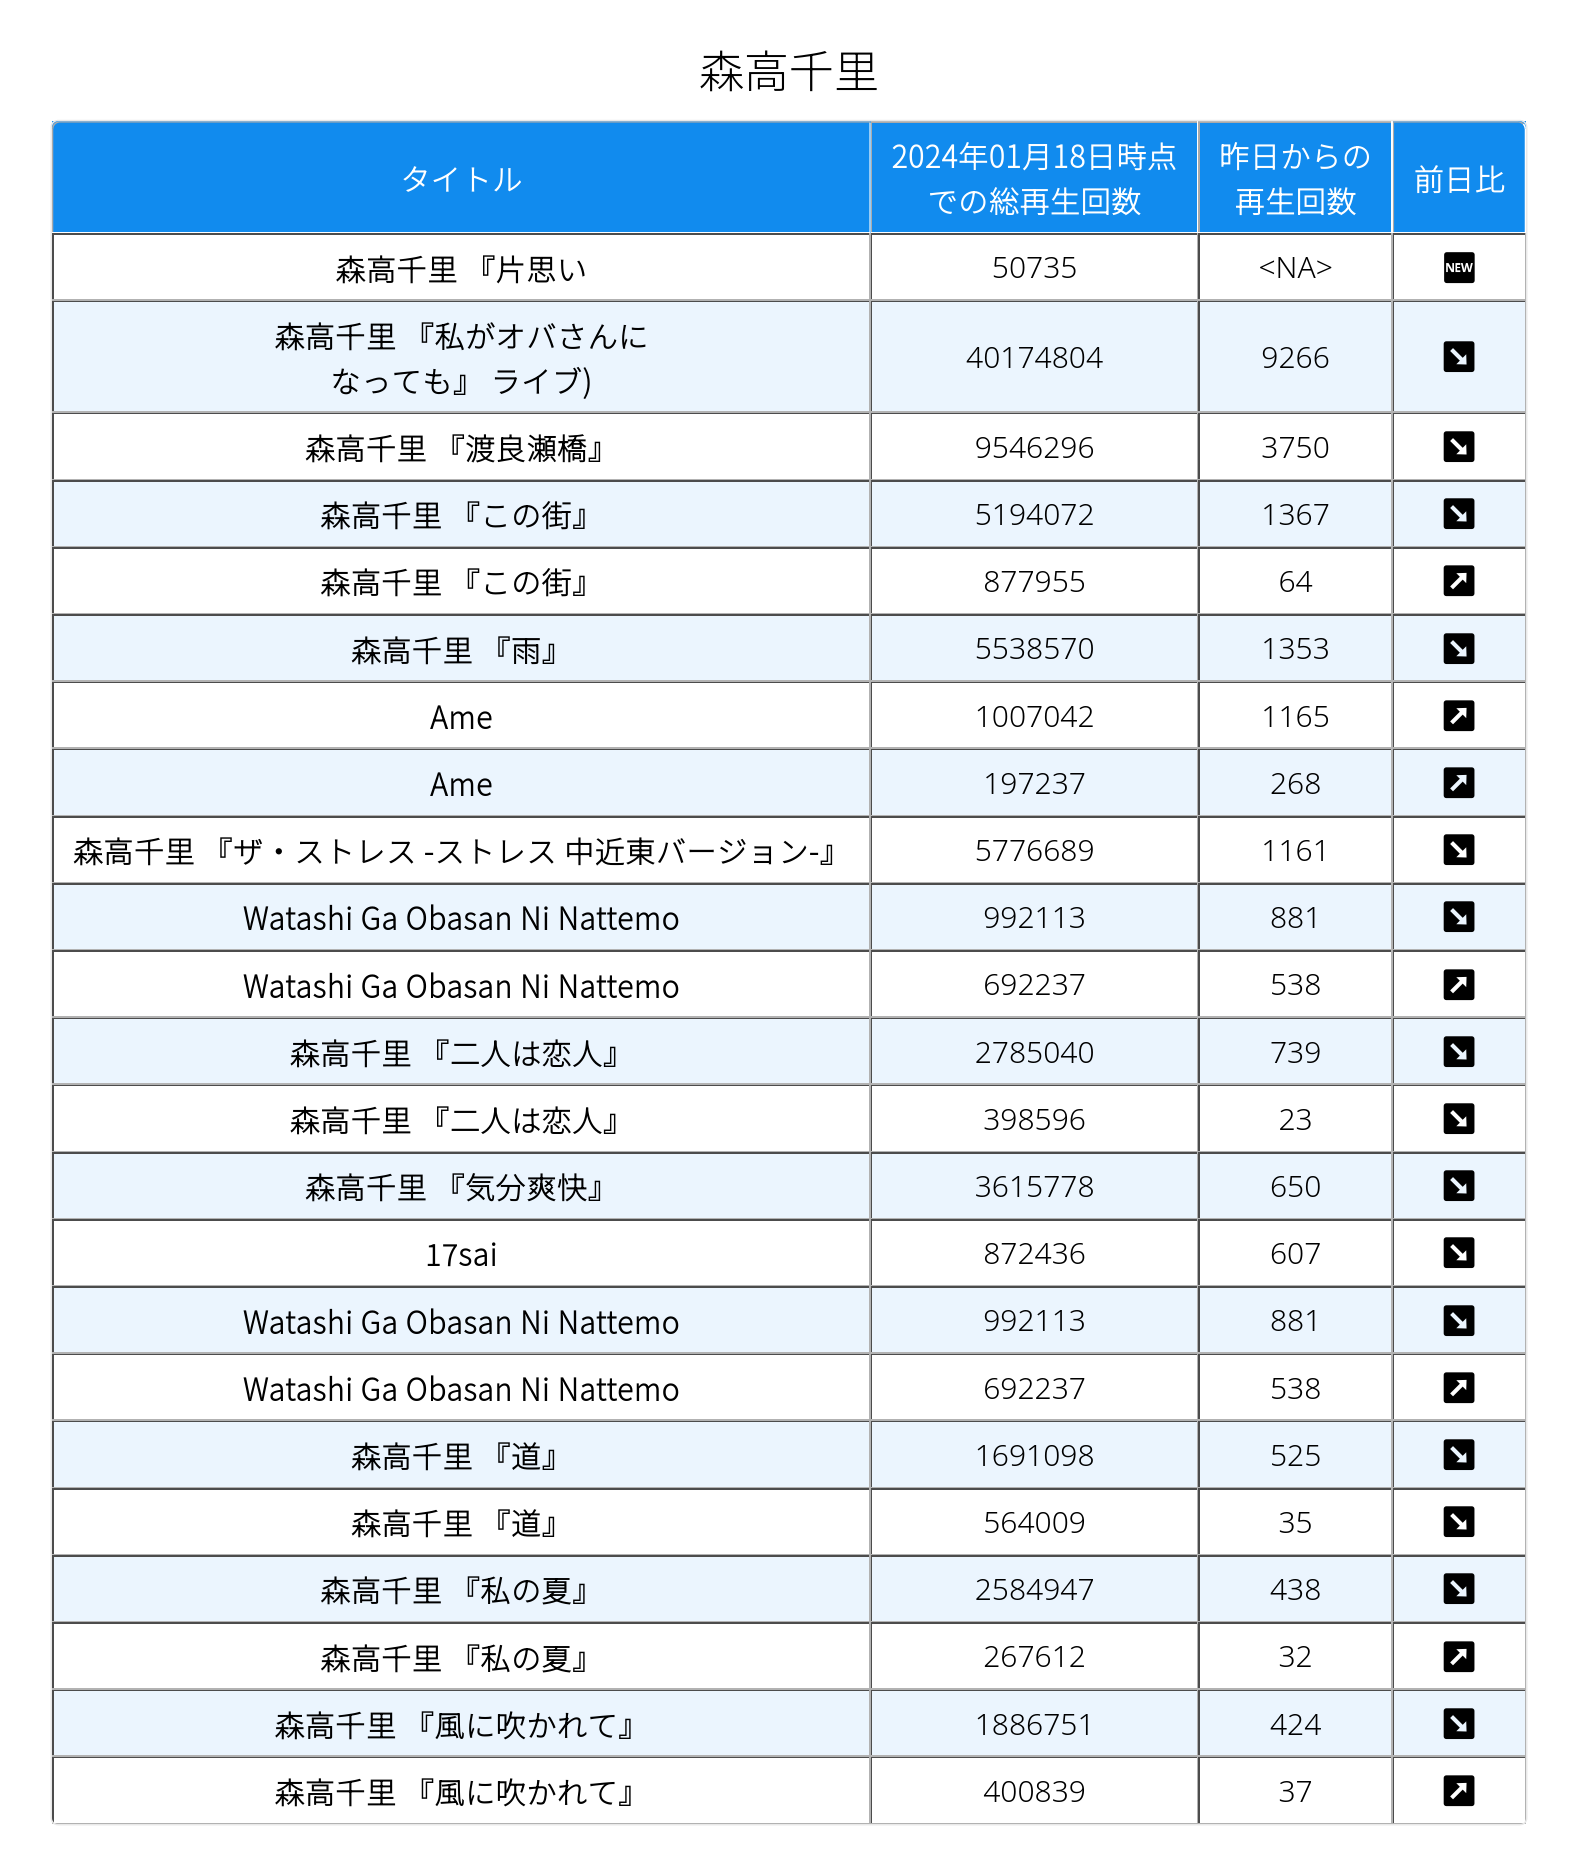 森高千里
タイトル
2024年01月18日時点
での総再生回数
昨日からの
再生回数
前日比
森高千里 『片思い 50735 <NA> NEW
森高千里 『私がオバさんに
なっても』 ライブ) 40174804 9266
森高千里 『渡良瀬橋』 9546296 3750
森高千里 『この街』 5194072 1367
森高千里 『この街』 877955 64
森高千里 『雨』 5538570 1353
Ame 1007042 1165
Ame 197237 268
森高千里 『ザ・ストレス -ストレス 中近東バージョン-』 5776689 1161
Watashi Ga Obasan Ni Nattemo 992113 881
Watashi Ga Obasan Ni Nattemo 692237 538
森高千里 『二人は恋人』 2785040 739
森高千里 『二人は恋人』 398596 23
森高千里 『気分爽快』 3615778 650
17sai 872436 607
Watashi Ga Obasan Ni Nattemo 992113 881
Watashi Ga Obasan Ni Nattemo 692237 538
森高千里 『道』 1691098 525
森高千里 『道』 564009 35
森高千里 『私の夏』 2584947 438
森高千里 『私の夏』 267612 32
森高千里 『風に吹かれて』 1886751 424
森高千里 『風に吹かれて』 400839 37